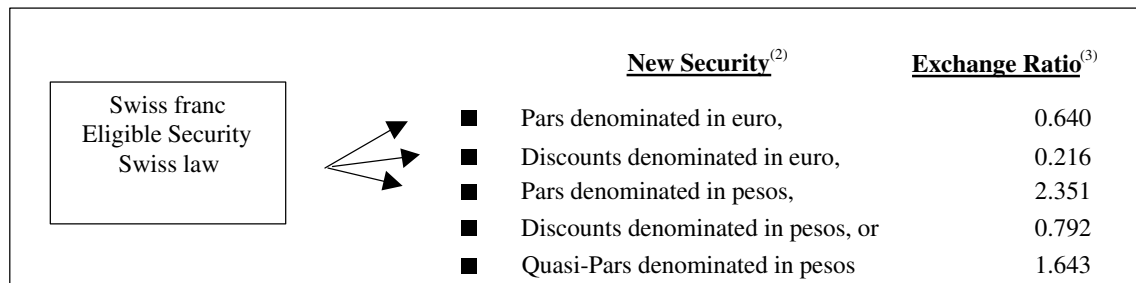 New Security(2) Exchange Ratio(3)
Swiss franc
Eligible Security
Swiss law
■ Pars denominated in euro, 0.640
■ Discounts denominated in euro, 0.216
■ Pars denominated in pesos, 2.351
■ Discounts denominated in pesos, or 0.792
■ Quasi-Pars denominated in pesos 1.643